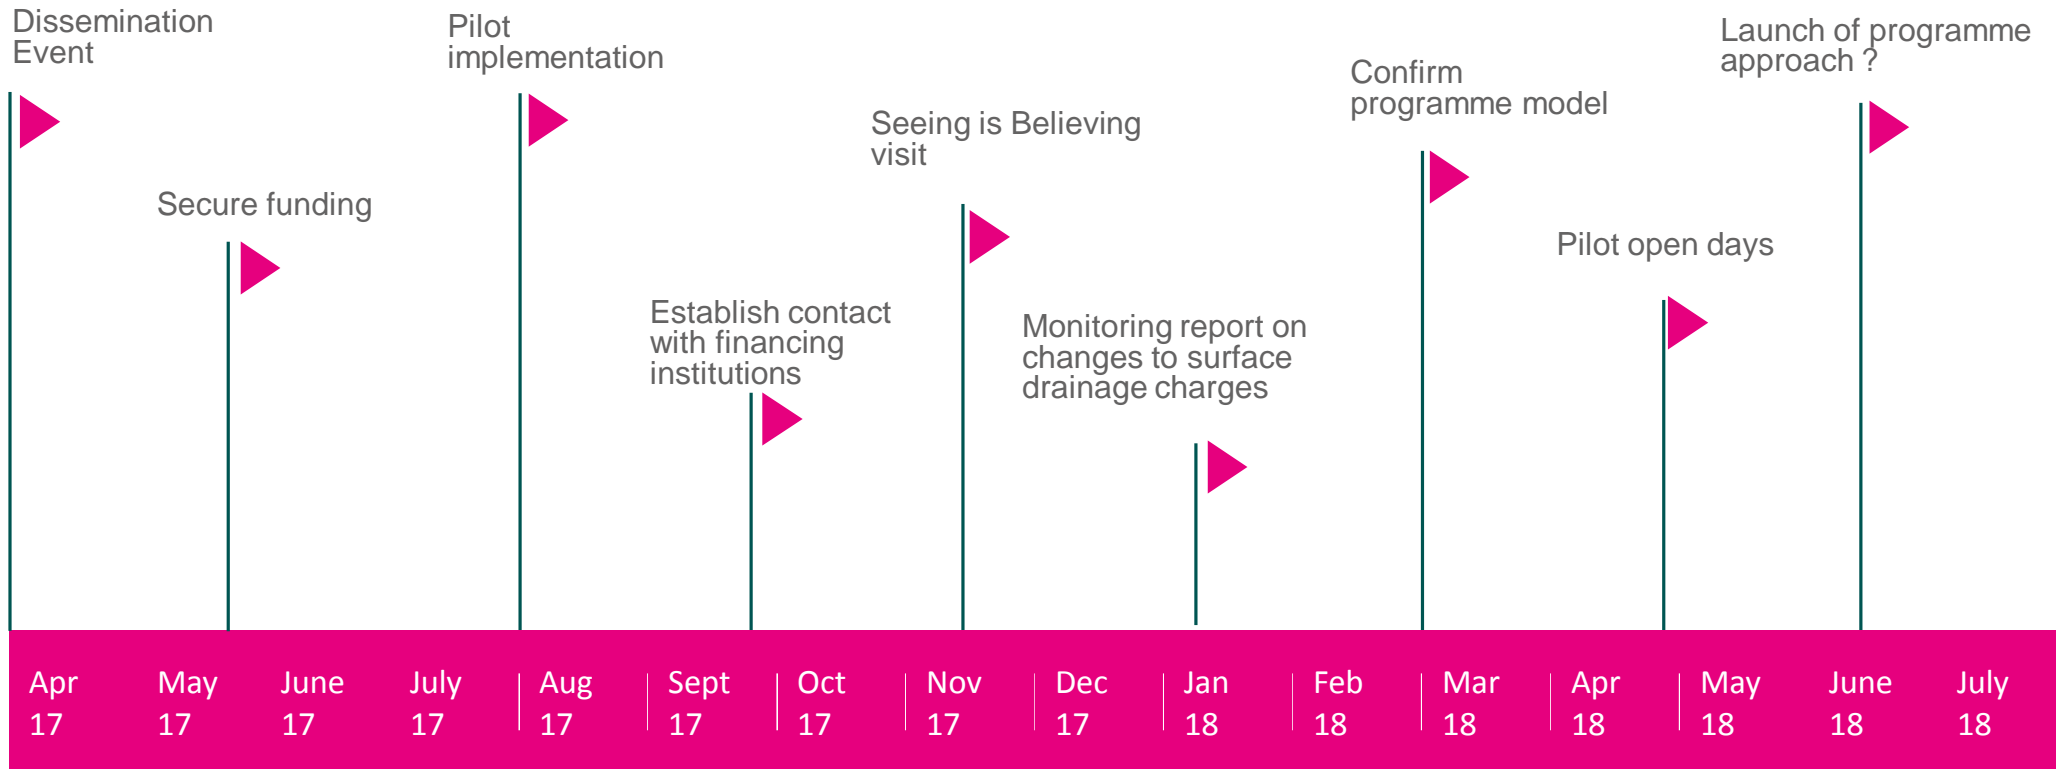 Dissemination
Event
Pilot
implementation
Launch of programme
approach ?
Confirm
programme model
Seeing is Believing
visit
Secure funding
Pilot open days
Establish contact
with financing
institutions
Monitoring report on
changes to surface
drainage charges
Apr
17
May
17
June
17
July
17
Aug
17
Sept
17
Oct
17
Nov
17
Dec
17
Jan
18
Feb
18
Mar
18
Apr
18
May
18
June
18
July
18